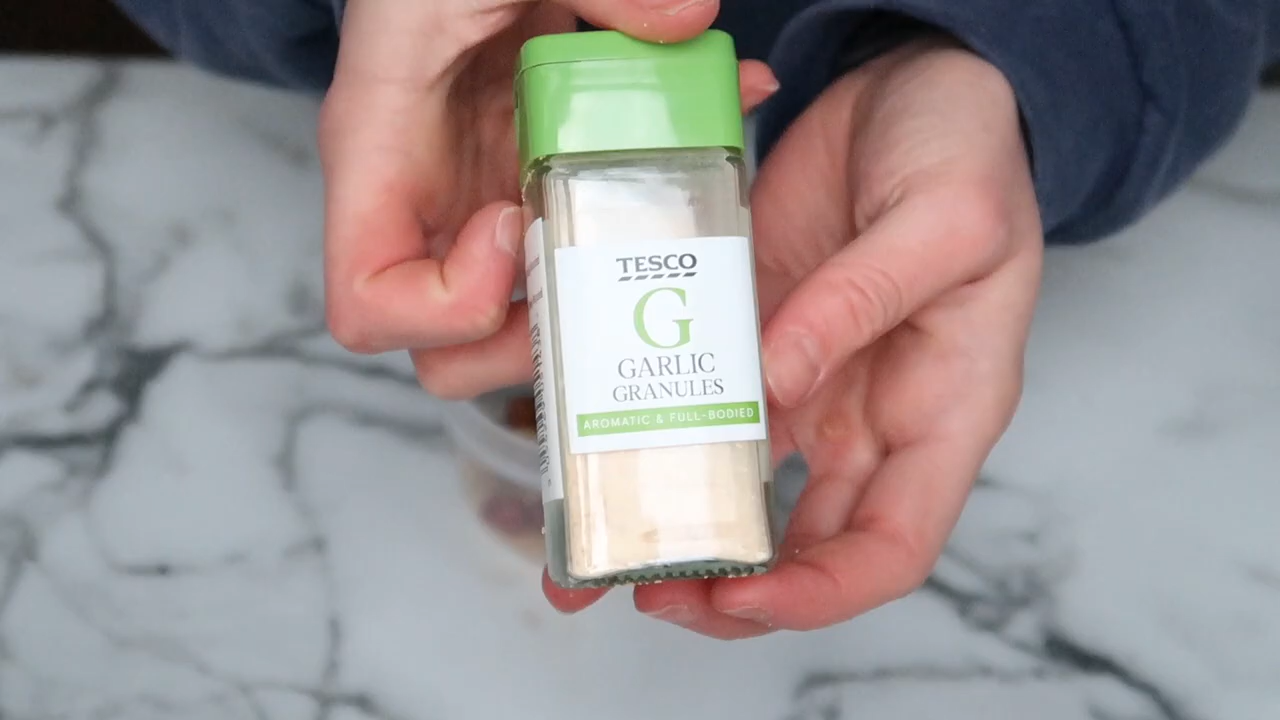 TESCO
G
GARLIC
GRANULES
AROMATIC & FULL-BODIED